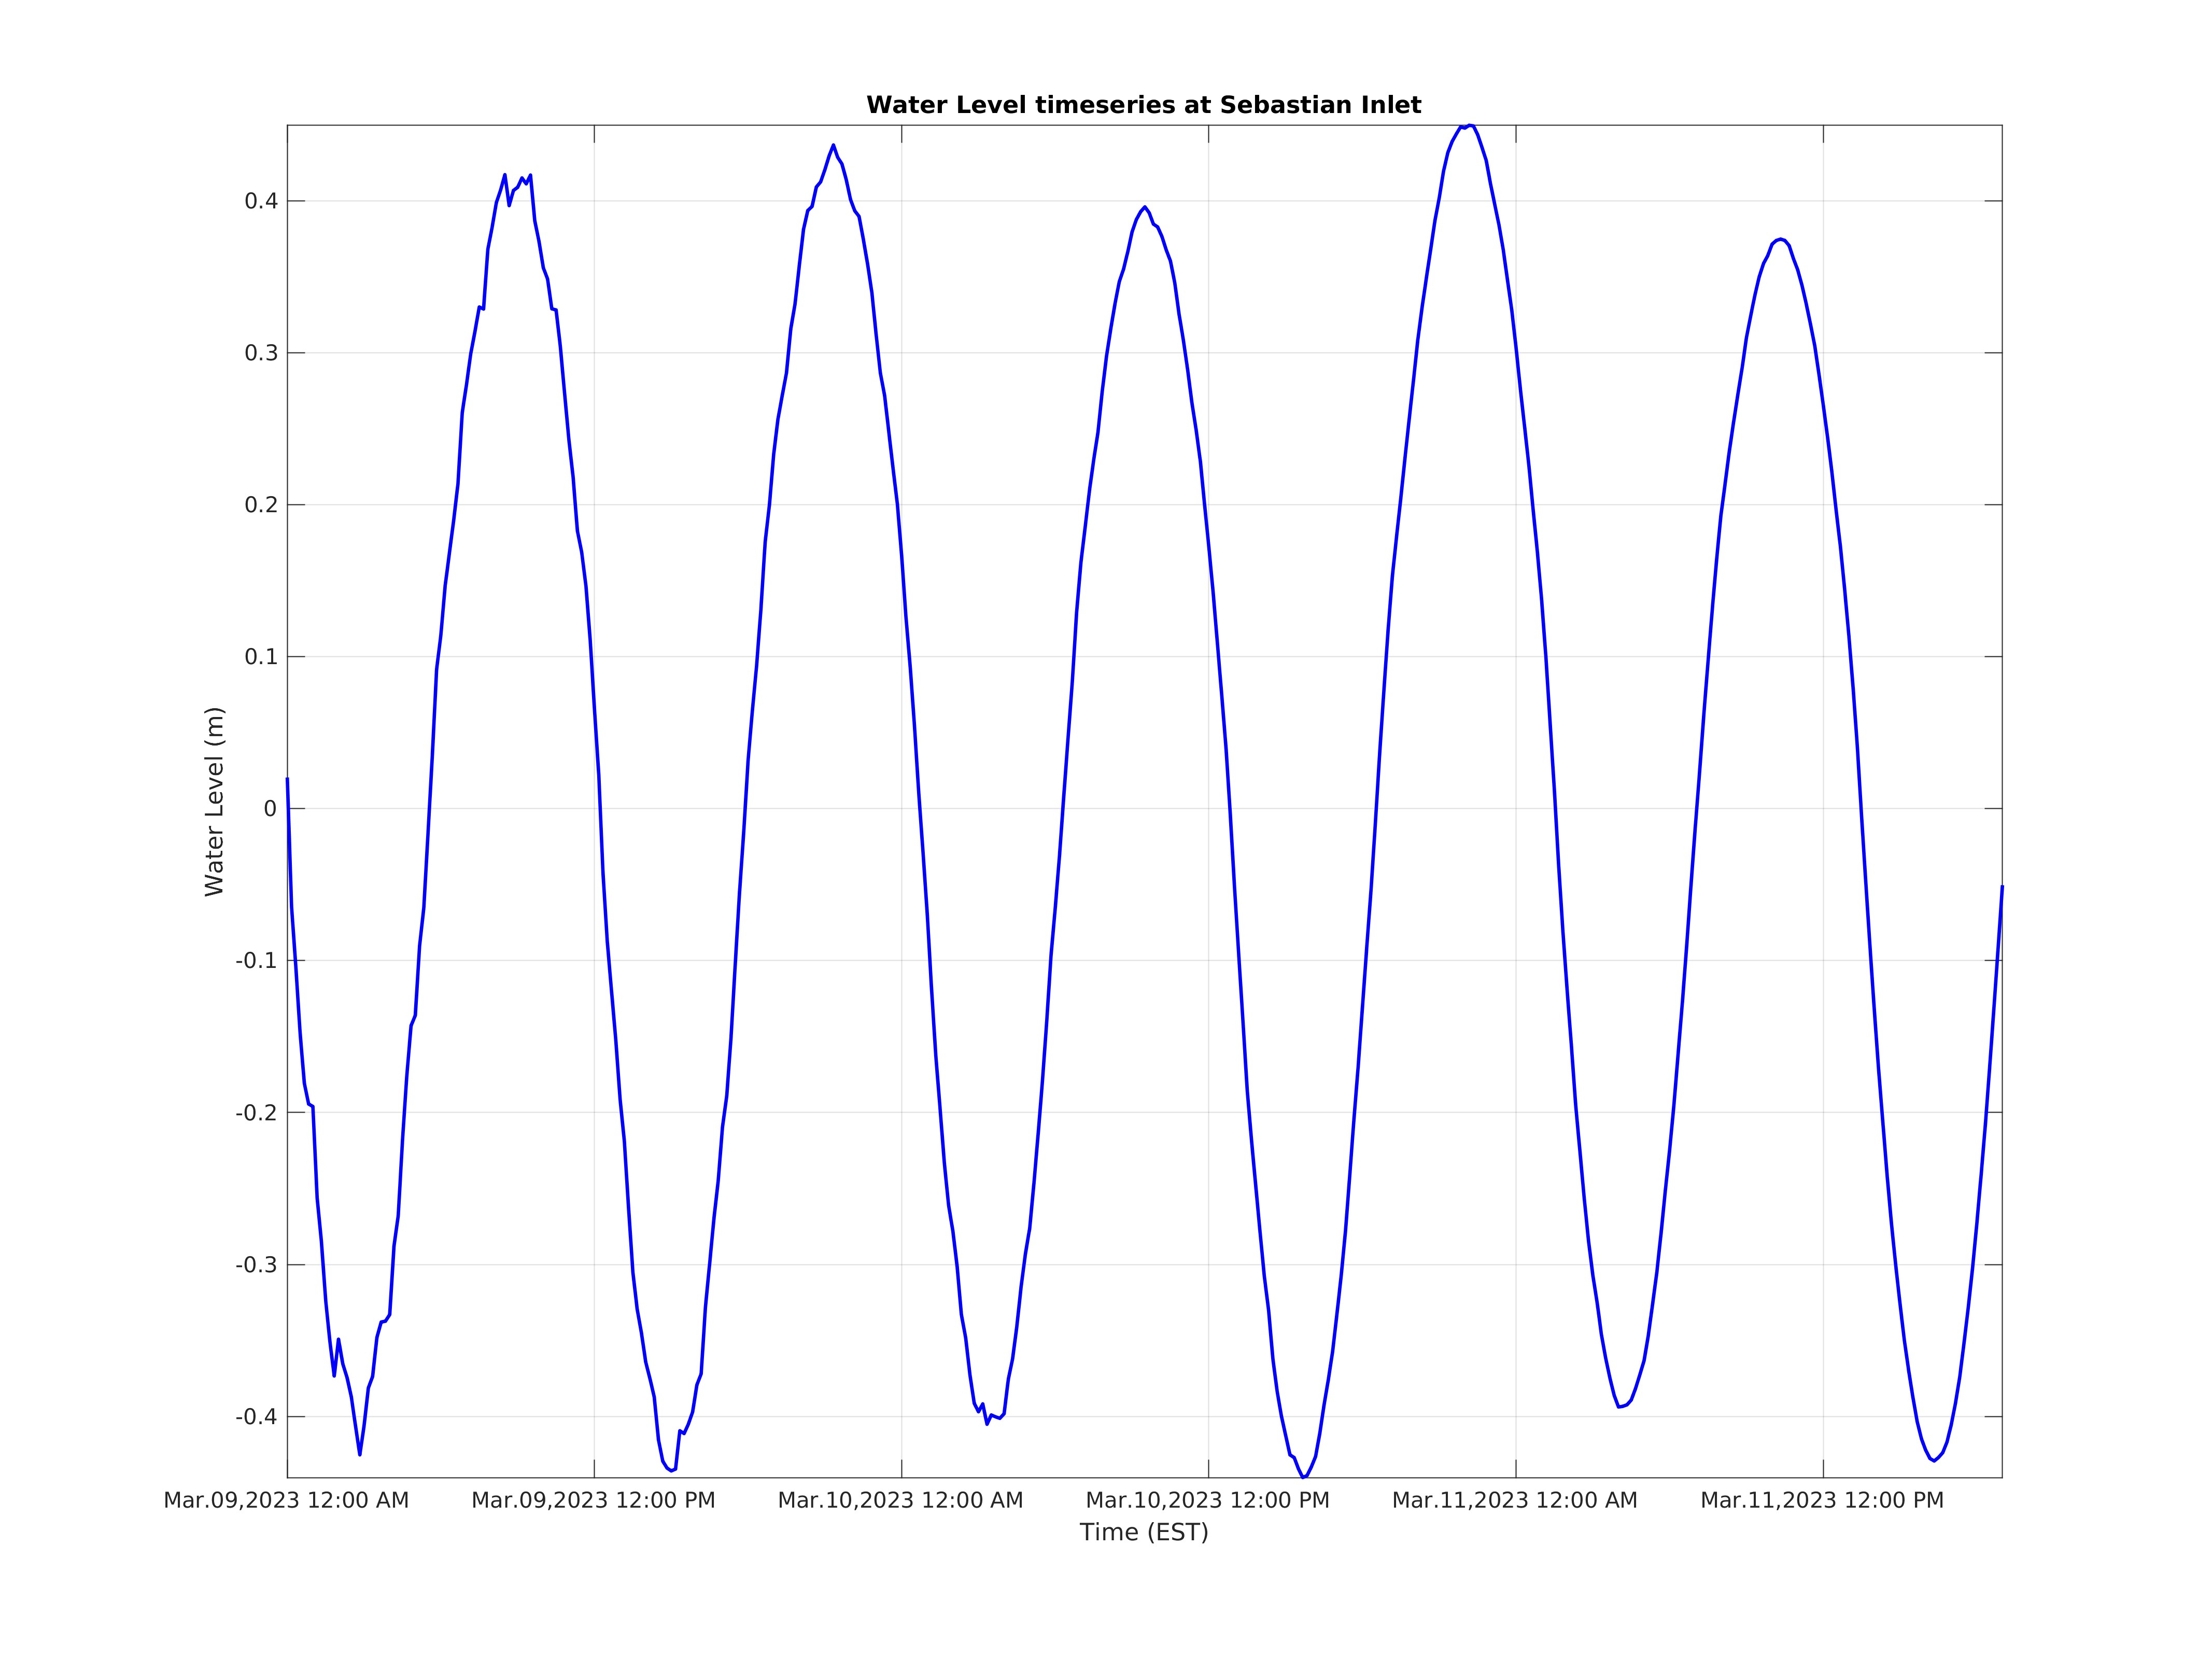 Water Level timeseries at Sebastian Inlet
0.4
0.3
0.2
0.1
0
-0.1
-0.2
-0.3
-0.4
Water Level (m)
Mar.09,2023 12:00 AM Mar.09,2023 12:00 PM Mar.10,2023 12:00 AM Mar.10,2023 12:00 PM Mar.11,2023 12:00 AM Mar.11,2023 12:00 PM
Time (EST)